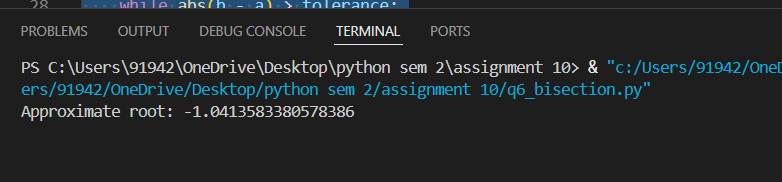 28 while abs(b - a) > tolerance:
PROBLEMS OUTPUT DEBUG CONSOLE TERMINAL PORTS
PS C:\Users\91942\OneDrive\Desktop\python sem 2\assignment 10> & "c:/Users/91942/OneD
ers/91942/OneDrive/Desktop/python sem 2/assignment 10/q6_bisection.py"
Approximate root: -1.0413583380578386